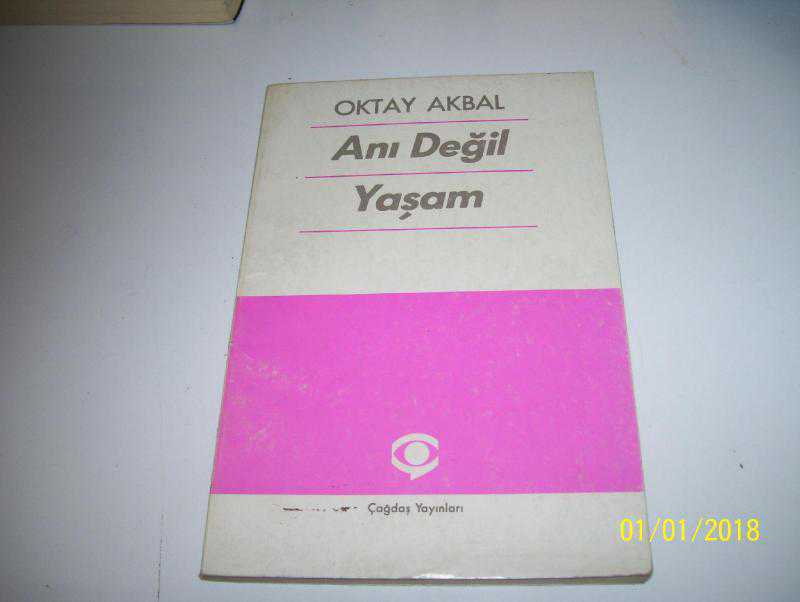 OKTAY AKBAL
Anı Değil
Yaşam
Çağdaş Yayınları
01/01/2018